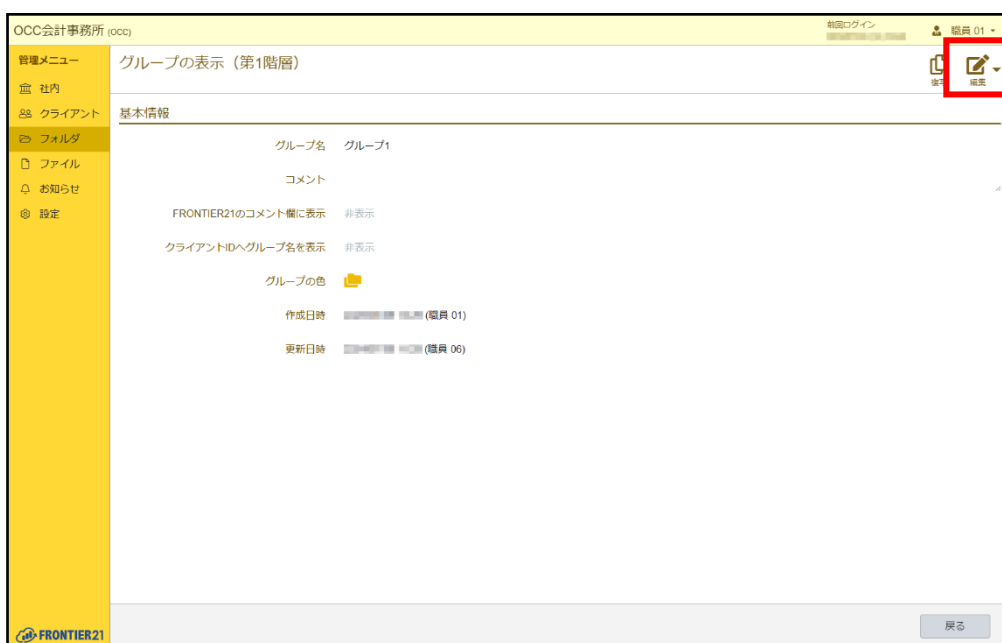 OCC会計事務所 (OCC)
前回ログイン
職員 01
管理メニュー
社内
クライアント
フォルダ
ファイル
お知らせ
設定
グループの表示（第1階層）
複写
編集
基本情報
グループ名 グループ1
コメント
FRONTIER21のコメント欄に表示 非表示
クライアントIDへグループ名を表示 非表示
グループの色
作成日時 (職員 01)
更新日時 (職員 06)
戻る
FRONTIER21